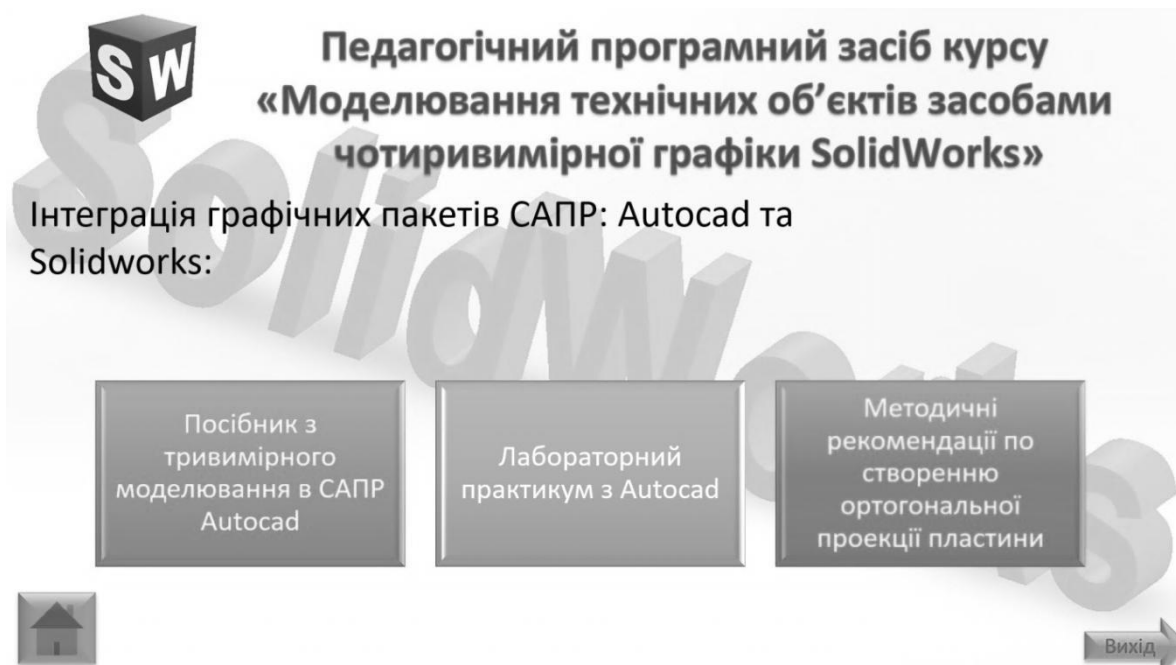 SW
Педагогічний програмний засіб курсу
«Моделювання технічних об’єктів засобами
чотиривимірної графіки SolidWorks»
SolidWorks
Інтеграція графічних пакетів САПР: Autocad та
Solidworks:
Посібник з
тривимірного
моделювання в САПР
Autocad
Лабораторний
практикум з Autocad
Методичні
рекомендації по
створенню
ортогональної
проекції пластини
Вихід